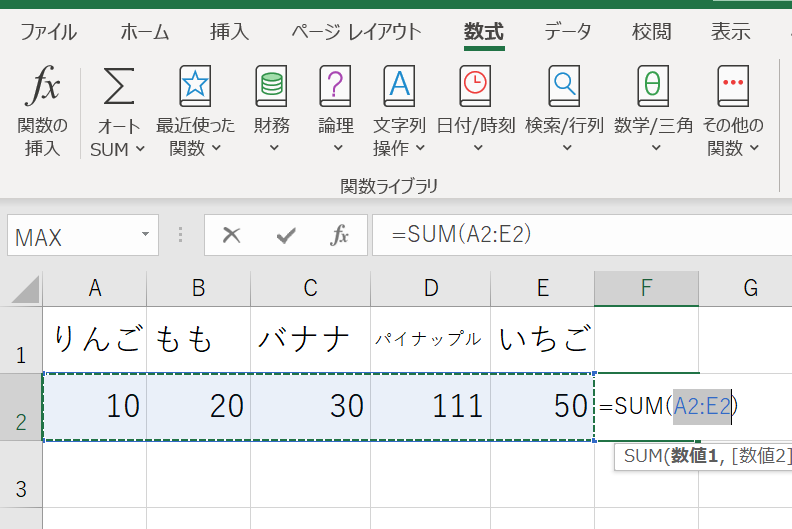 ファイル ホーム 挿入 ページ レイアウト 数式 データ 校閲 表示
fx ∑ ? A θ
関数の オート 最近使った 財務 論理 文字列 日付/時刻 検索/行列 数学/三角 その他の
挿入 SUM 関数 操作 関数
関数ライブラリ
MAX fx =SUM(A2:E2)
A B C D E F G
1 りんご もも バナナ パイナップル いちご
2 10 20 30 111 50 =SUM(A2:E2)
SUM(数値1, [数値2]
3